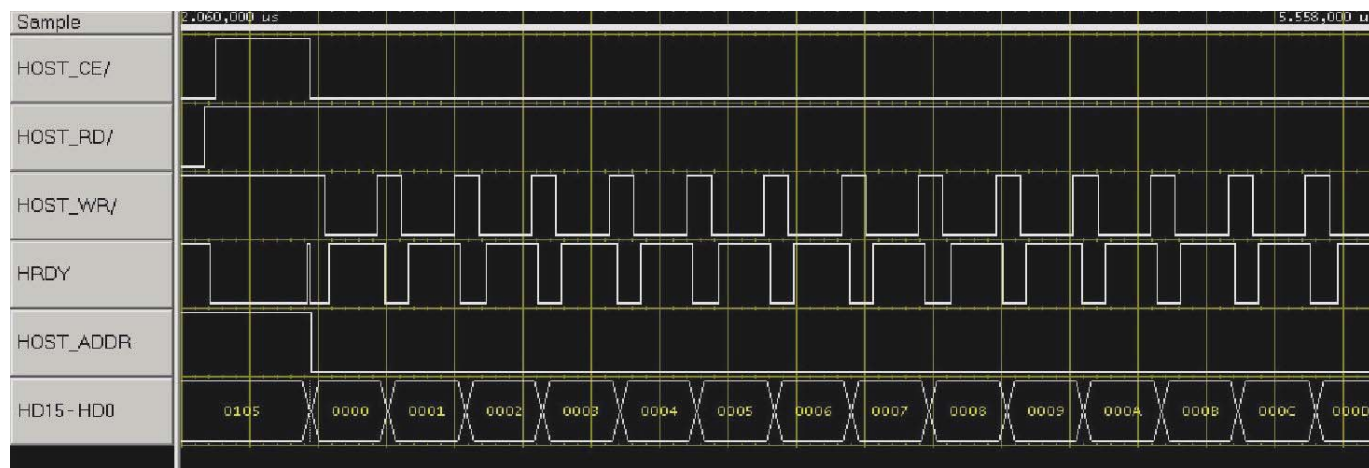 Sample 2.060,000 us 5.558,000 u
HOST_CE/
HOST_RD/
HOST_WR/
HRDY
HOST_ADDR
HD15-HD0 0105 0000 0001 0002 0003 0004 0005 0006 0007 0008 0009 000A 000B 000C 000D